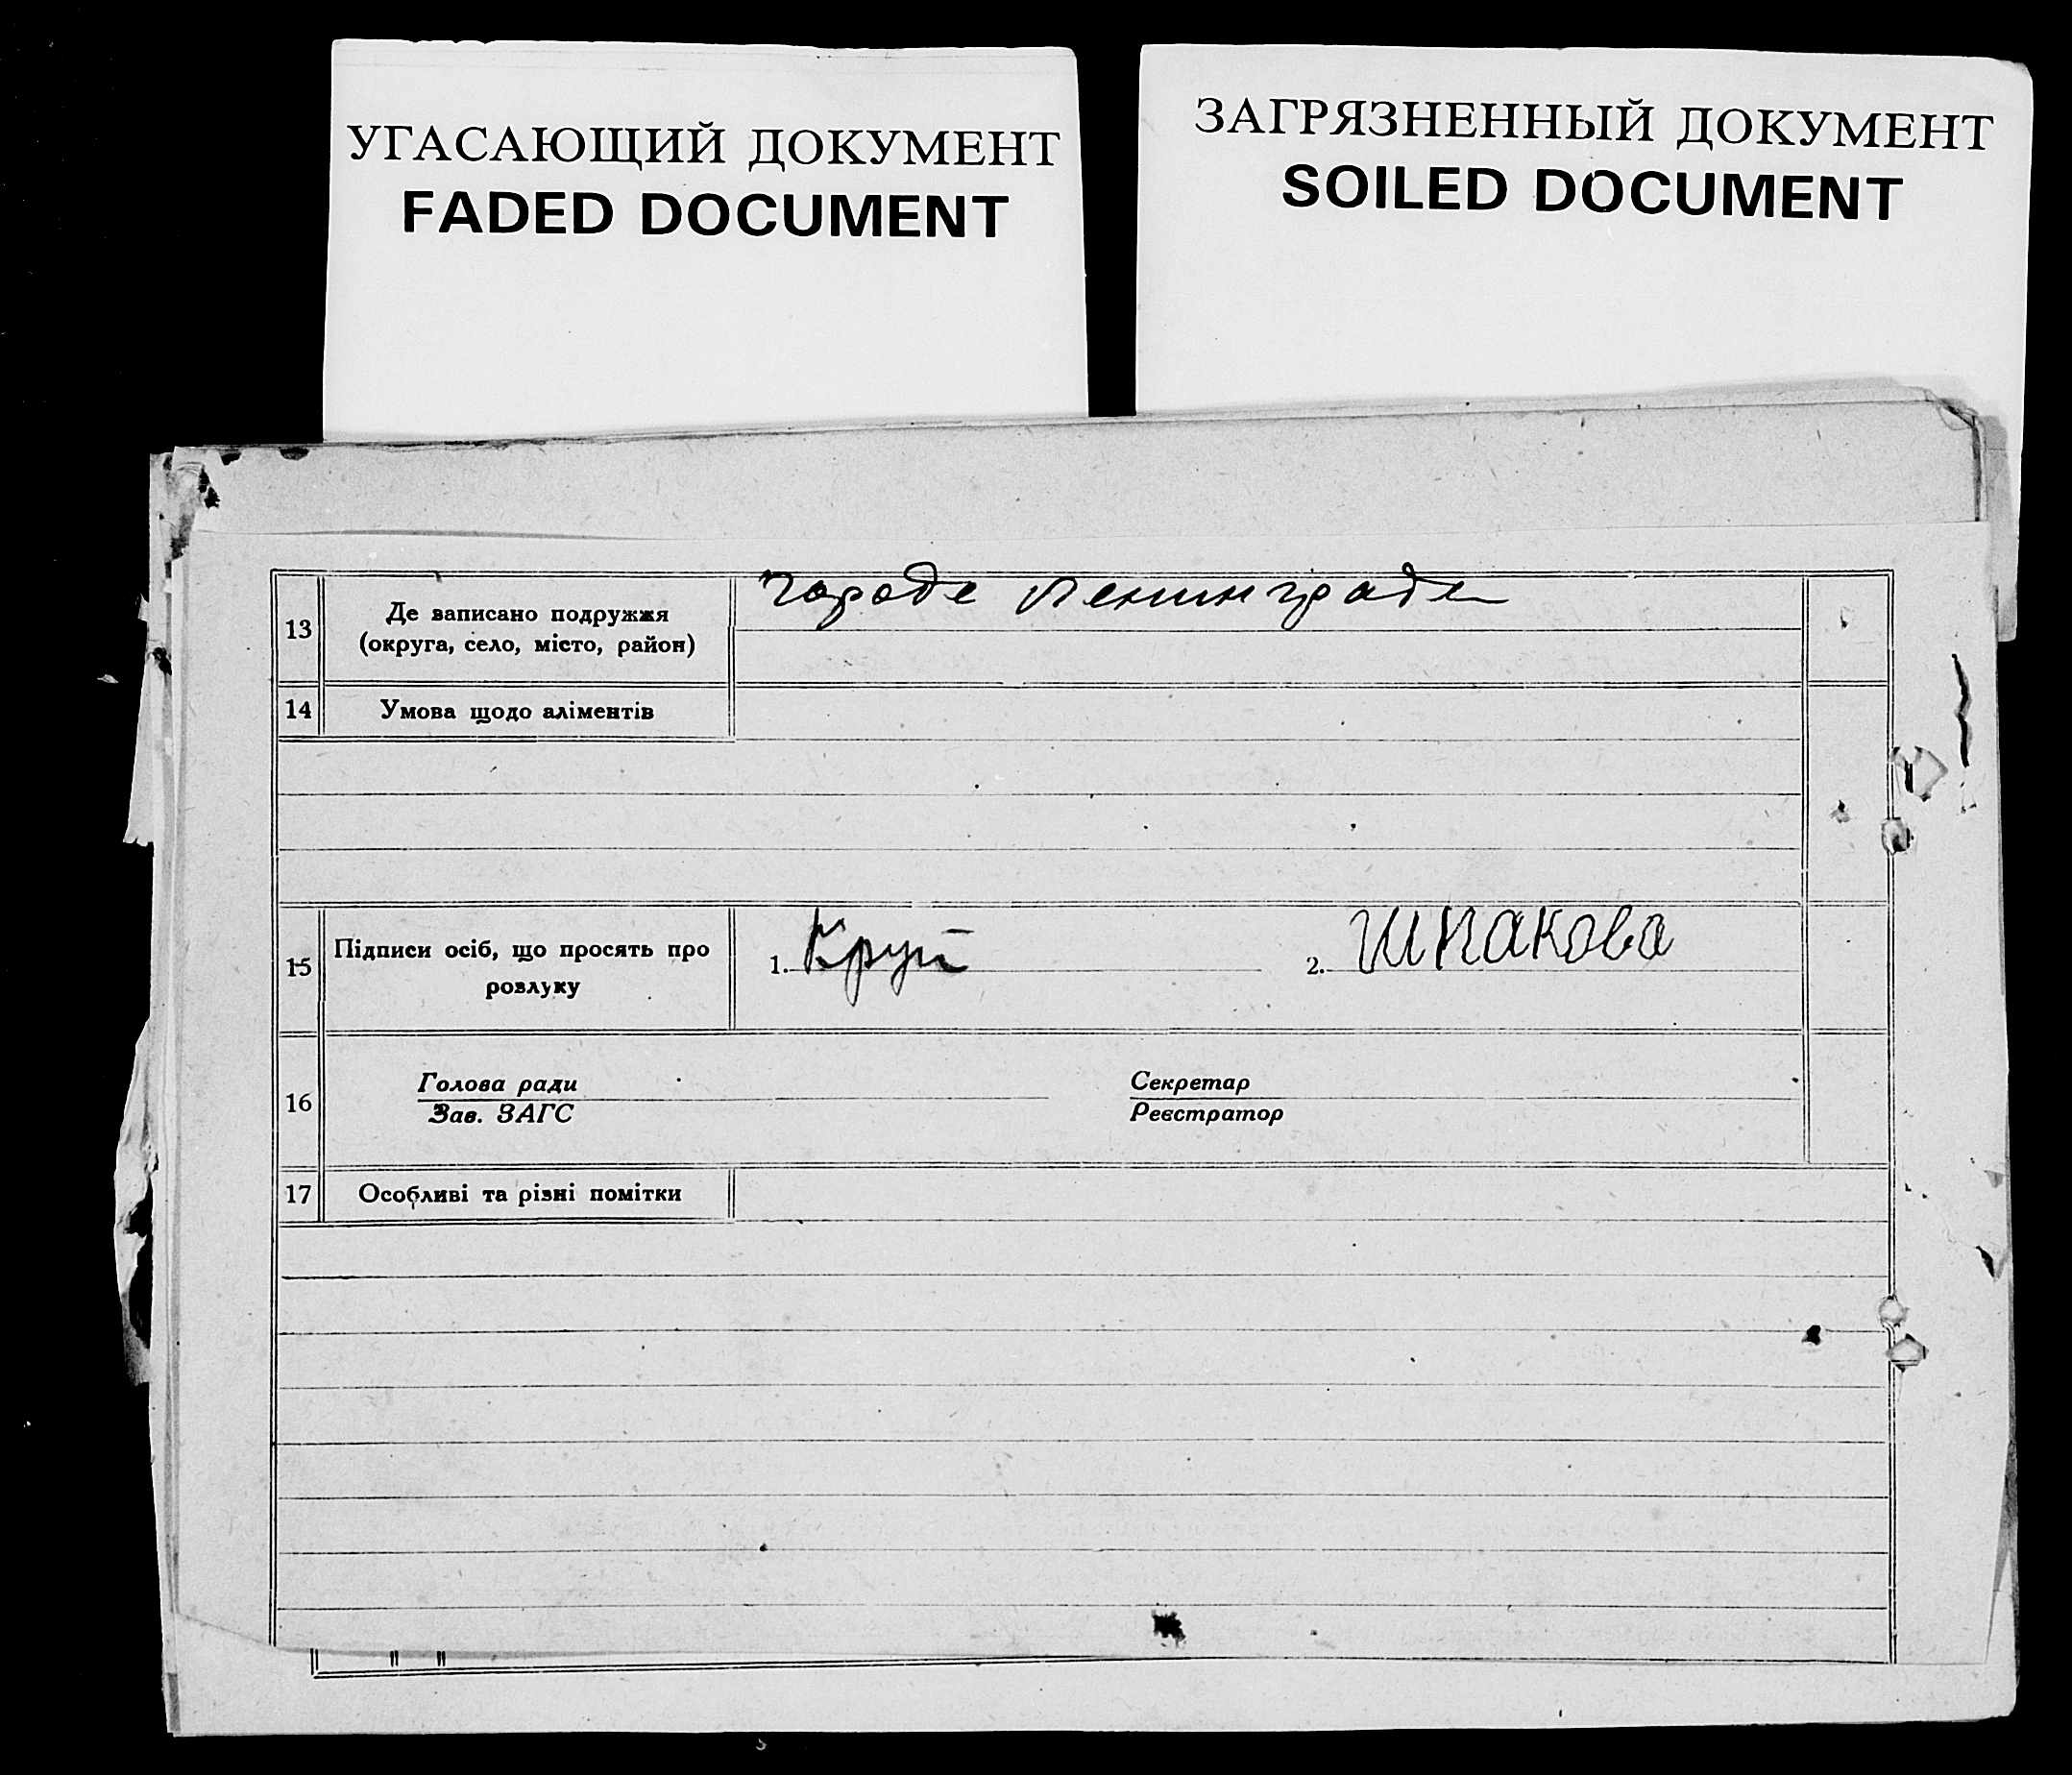 УГАСАЮЩИЙ ДОКУМЕНТ
FADED DOCUMENT
ЗАГРЯЗНЕННЫЙ ДОКУМЕНТ
SOILED DOCUMENT
13
Де записано подружжя
(округа, село, місто, район)
городе Ленинграде
14
Умова щодо аліментів
15
Підписи осіб, що просять про
розлуку
1.
2. Шпакова
16
Голова ради
Зав. ЗАГС
Секретар
Реєстратор
17
Особливі та різні помітки